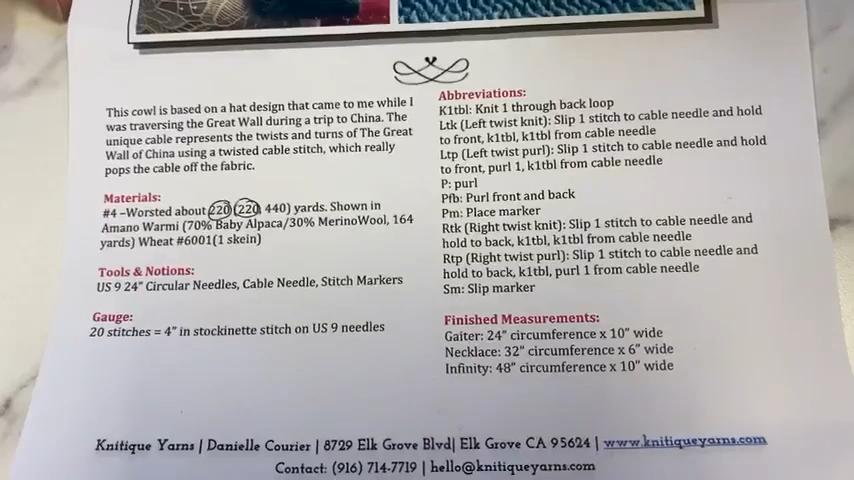 This cowl is based on a hat design that came to me while I
was traversing the Great Wall during a trip to China. The
unique cable represents the twists and turns of The Great
Wall of China using a twisted cable stitch, which really
pops the cable off the fabric.
Materials:
#4 –Worsted about 220 (220, 440) yards. Shown in
Amano Warmi (70% Baby Alpaca/30% MerinoWool, 164
yards) Wheat #6001(1 skein)
Tools & Notions:
US 9 24" Circular Needles, Cable Needle, Stitch Markers
Gauge:
20 stitches = 4" in stockinette stitch on US 9 needles
Abbreviations:
K1tbl: Knit 1 through back loop
Ltk (Left twist knit): Slip 1 stitch to cable needle and hold
to front, k1tbl, k1tbl from cable needle
Ltp (Left twist purl): Slip 1 stitch to cable needle and hold
to front, purl 1, k1tbl from cable needle
P: purl
Pfb: Purl front and back
Pm: Place marker
Rtk (Right twist knit): Slip 1 stitch to cable needle and
hold to back, k1tbl, k1tbl from cable needle
Rtp (Right twist purl): Slip 1 stitch to cable needle and
hold to back, k1tbl, purl 1 from cable needle
Sm: Slip marker
Finished Measurements:
Gaiter: 24" circumference x 10" wide
Necklace: 32" circumference x 6" wide
Infinity: 48" circumference x 10" wide
Knitique Yarns | Danielle Courier | 8729 Elk Grove Blvd| Elk Grove CA 95624 | www.knitiqueyarns.com
Contact: (916) 714-7719 | hello@knitiqueyarns.com